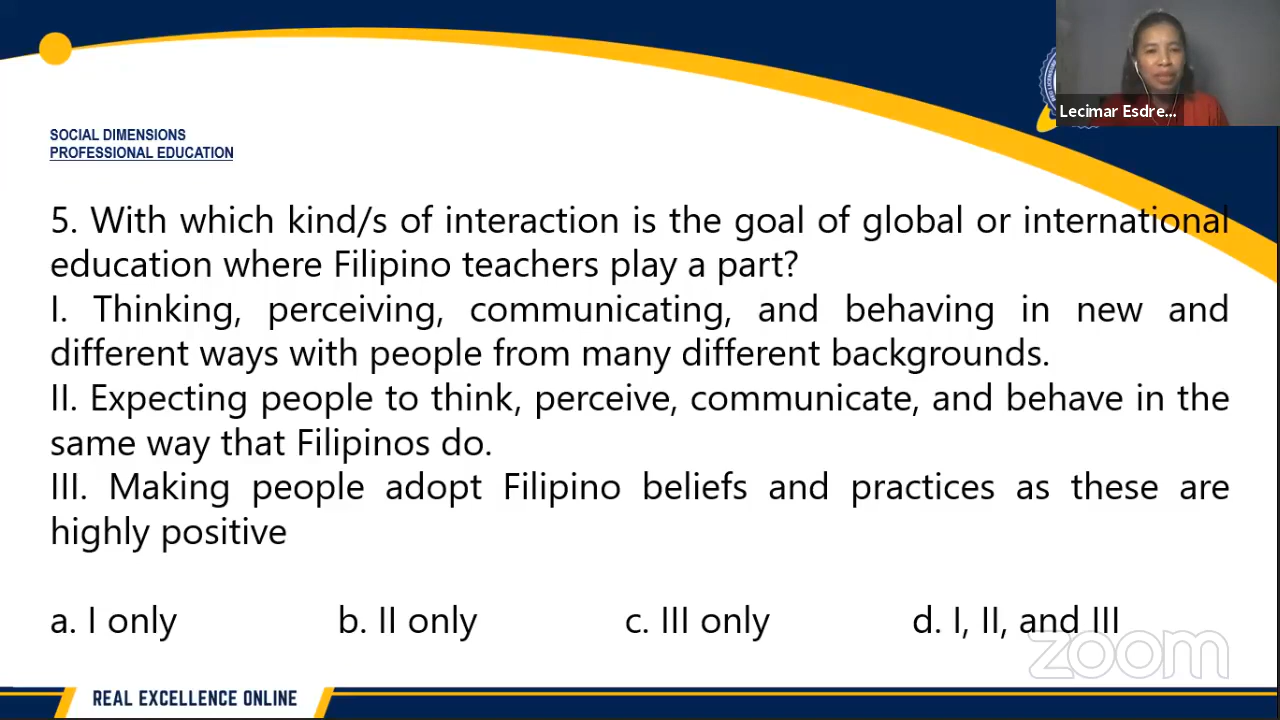 Lecimar Esdre...
SOCIAL DIMENSIONS
PROFESSIONAL EDUCATION
5. With which kind/s of interaction is the goal of global or international
education where Filipino teachers play a part?
I. Thinking, perceiving, communicating, and behaving in new and
different ways with people from many different backgrounds.
II. Expecting people to think, perceive, communicate, and behave in the
same way that Filipinos do.
III. Making people adopt Filipino beliefs and practices as these are
highly positive
a. I only b. II only c. III only d. I, II, and III
zoom
REAL EXCELLENCE ONLINE